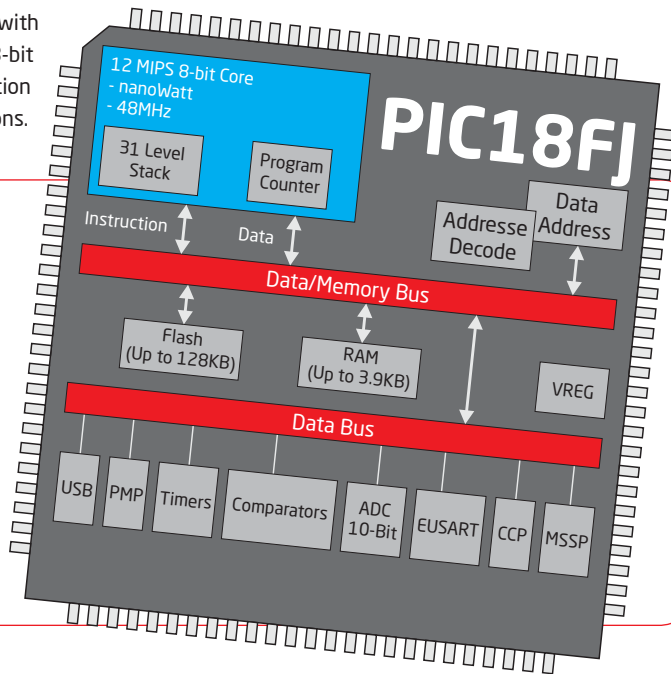 with
-bit
tion
ons.
12 MIPS 8-bit Core
- nanoWatt
- 48MHz
PIC18FJ
31 Level
Stack
Program
Counter
Addresse
Decode
Data
Address
Instruction
Data
Data/Memory Bus
Flash
(Up to 128KB)
RAM
(Up to 3.9KB)
VREG
Data Bus
USB
PMP
Timers
Comparators
ADC
10-Bit
EUSART
CCP
MSSP